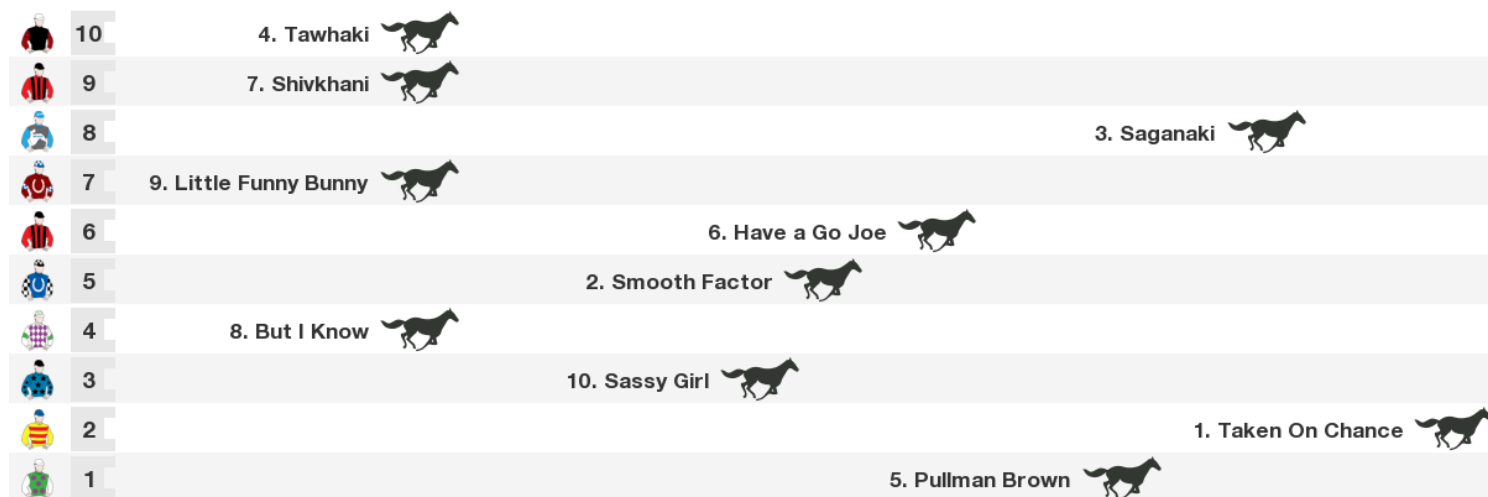 10 4. Tawhaki
9 7. Shivkhani
8 3. Saganaki
7 9. Little Funny Bunny
6 6. Have a Go Joe
5 2. Smooth Factor
4 8. But I Know
3 10. Sassy Girl
2 1. Taken On Chance
1 5. Pullman Brown